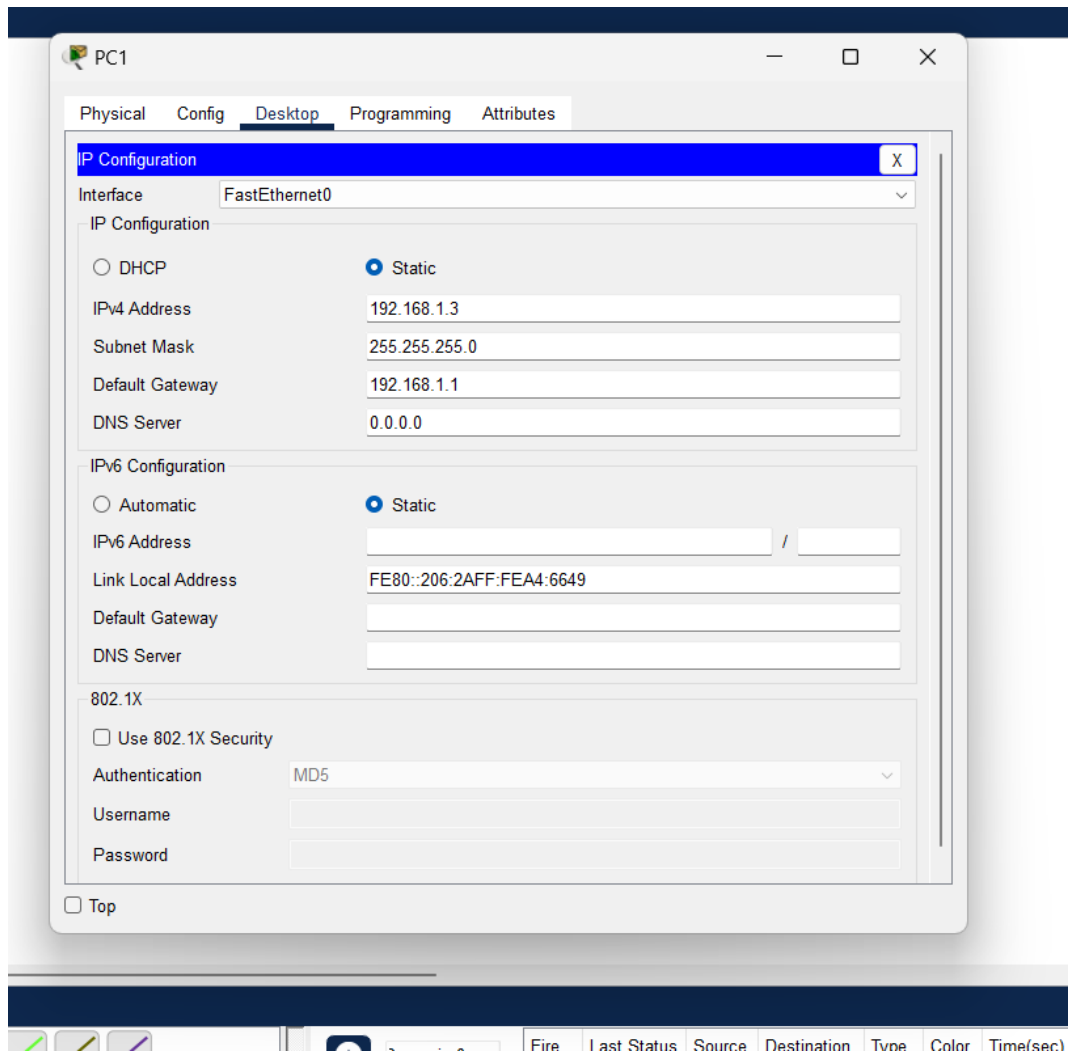 PC1
Physical Config Desktop Programming Attributes
IP Configuration X
Interface FastEthernet0
IP Configuration
DHCP Static
IPv4 Address 192.168.1.3
Subnet Mask 255.255.255.0
Default Gateway 192.168.1.1
DNS Server 0.0.0.0
IPv6 Configuration
Automatic Static
IPv6 Address /
Link Local Address FE80::206:2AFF:FEA4:6649
Default Gateway
DNS Server
802.1X
Use 802.1X Security
Authentication MD5
Username
Password
Top
Fire Last Status Source Destination Type Color Time(sec)